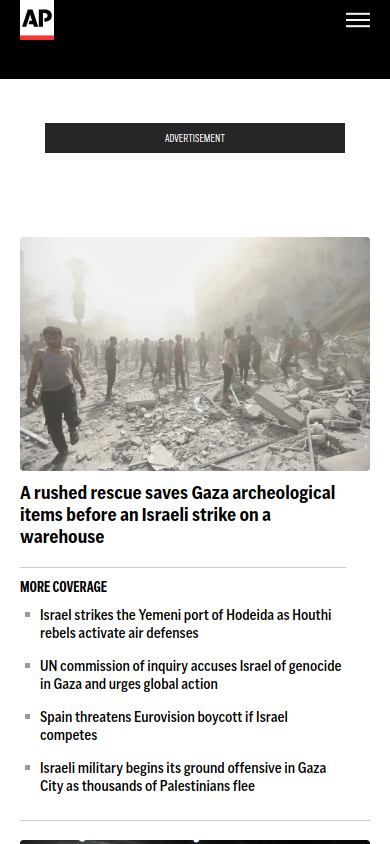 AP
ADVERTISEMENT
A rushed rescue saves Gaza archeological
items before an Israeli strike on a
warehouse
MORE COVERAGE
Israel strikes the Yemeni port of Hodeida as Houthi
rebels activate air defenses
UN commission of inquiry accuses Israel of genocide
in Gaza and urges global action
Spain threatens Eurovision boycott if Israel
competes
Israeli military begins its ground offensive in Gaza
City as thousands of Palestinians flee